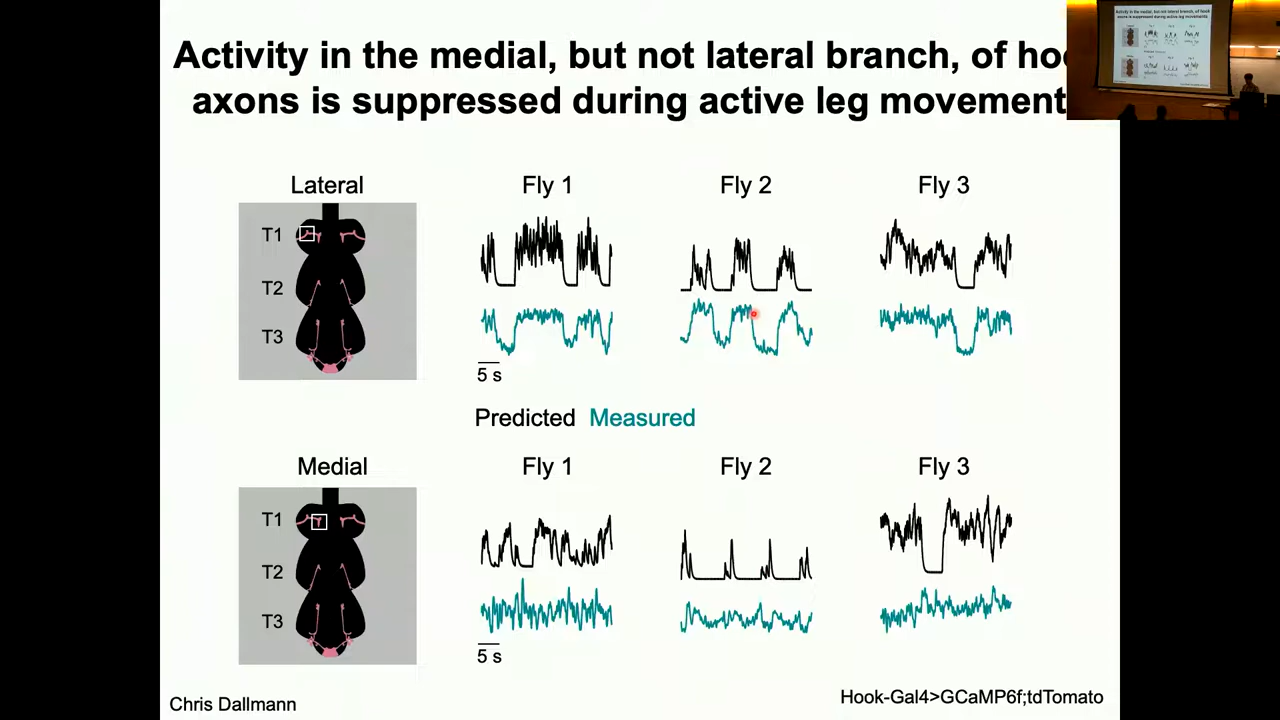 Activity in the medial, but not lateral branch, of
axons is suppressed during active leg movement
Lateral
Fly 1
Fly 2
Fly 3
T1
T2
T3
5 s
Predicted Measured
Medial
Fly 1
Fly 2
Fly 3
T1
T2
T3
5 s
Chris Dallmann
Hook-Gal4>GCaMP6f;tdTomato